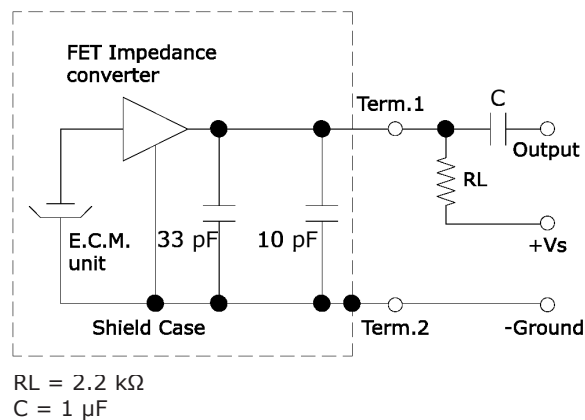 FET Impedance
converter
Term.1
C
Output
RL
+Vs
E.C.M.
unit
33 pF
10 pF
Shield Case
Term.2
-Ground
RL = 2.2 kΩ
C = 1 µF